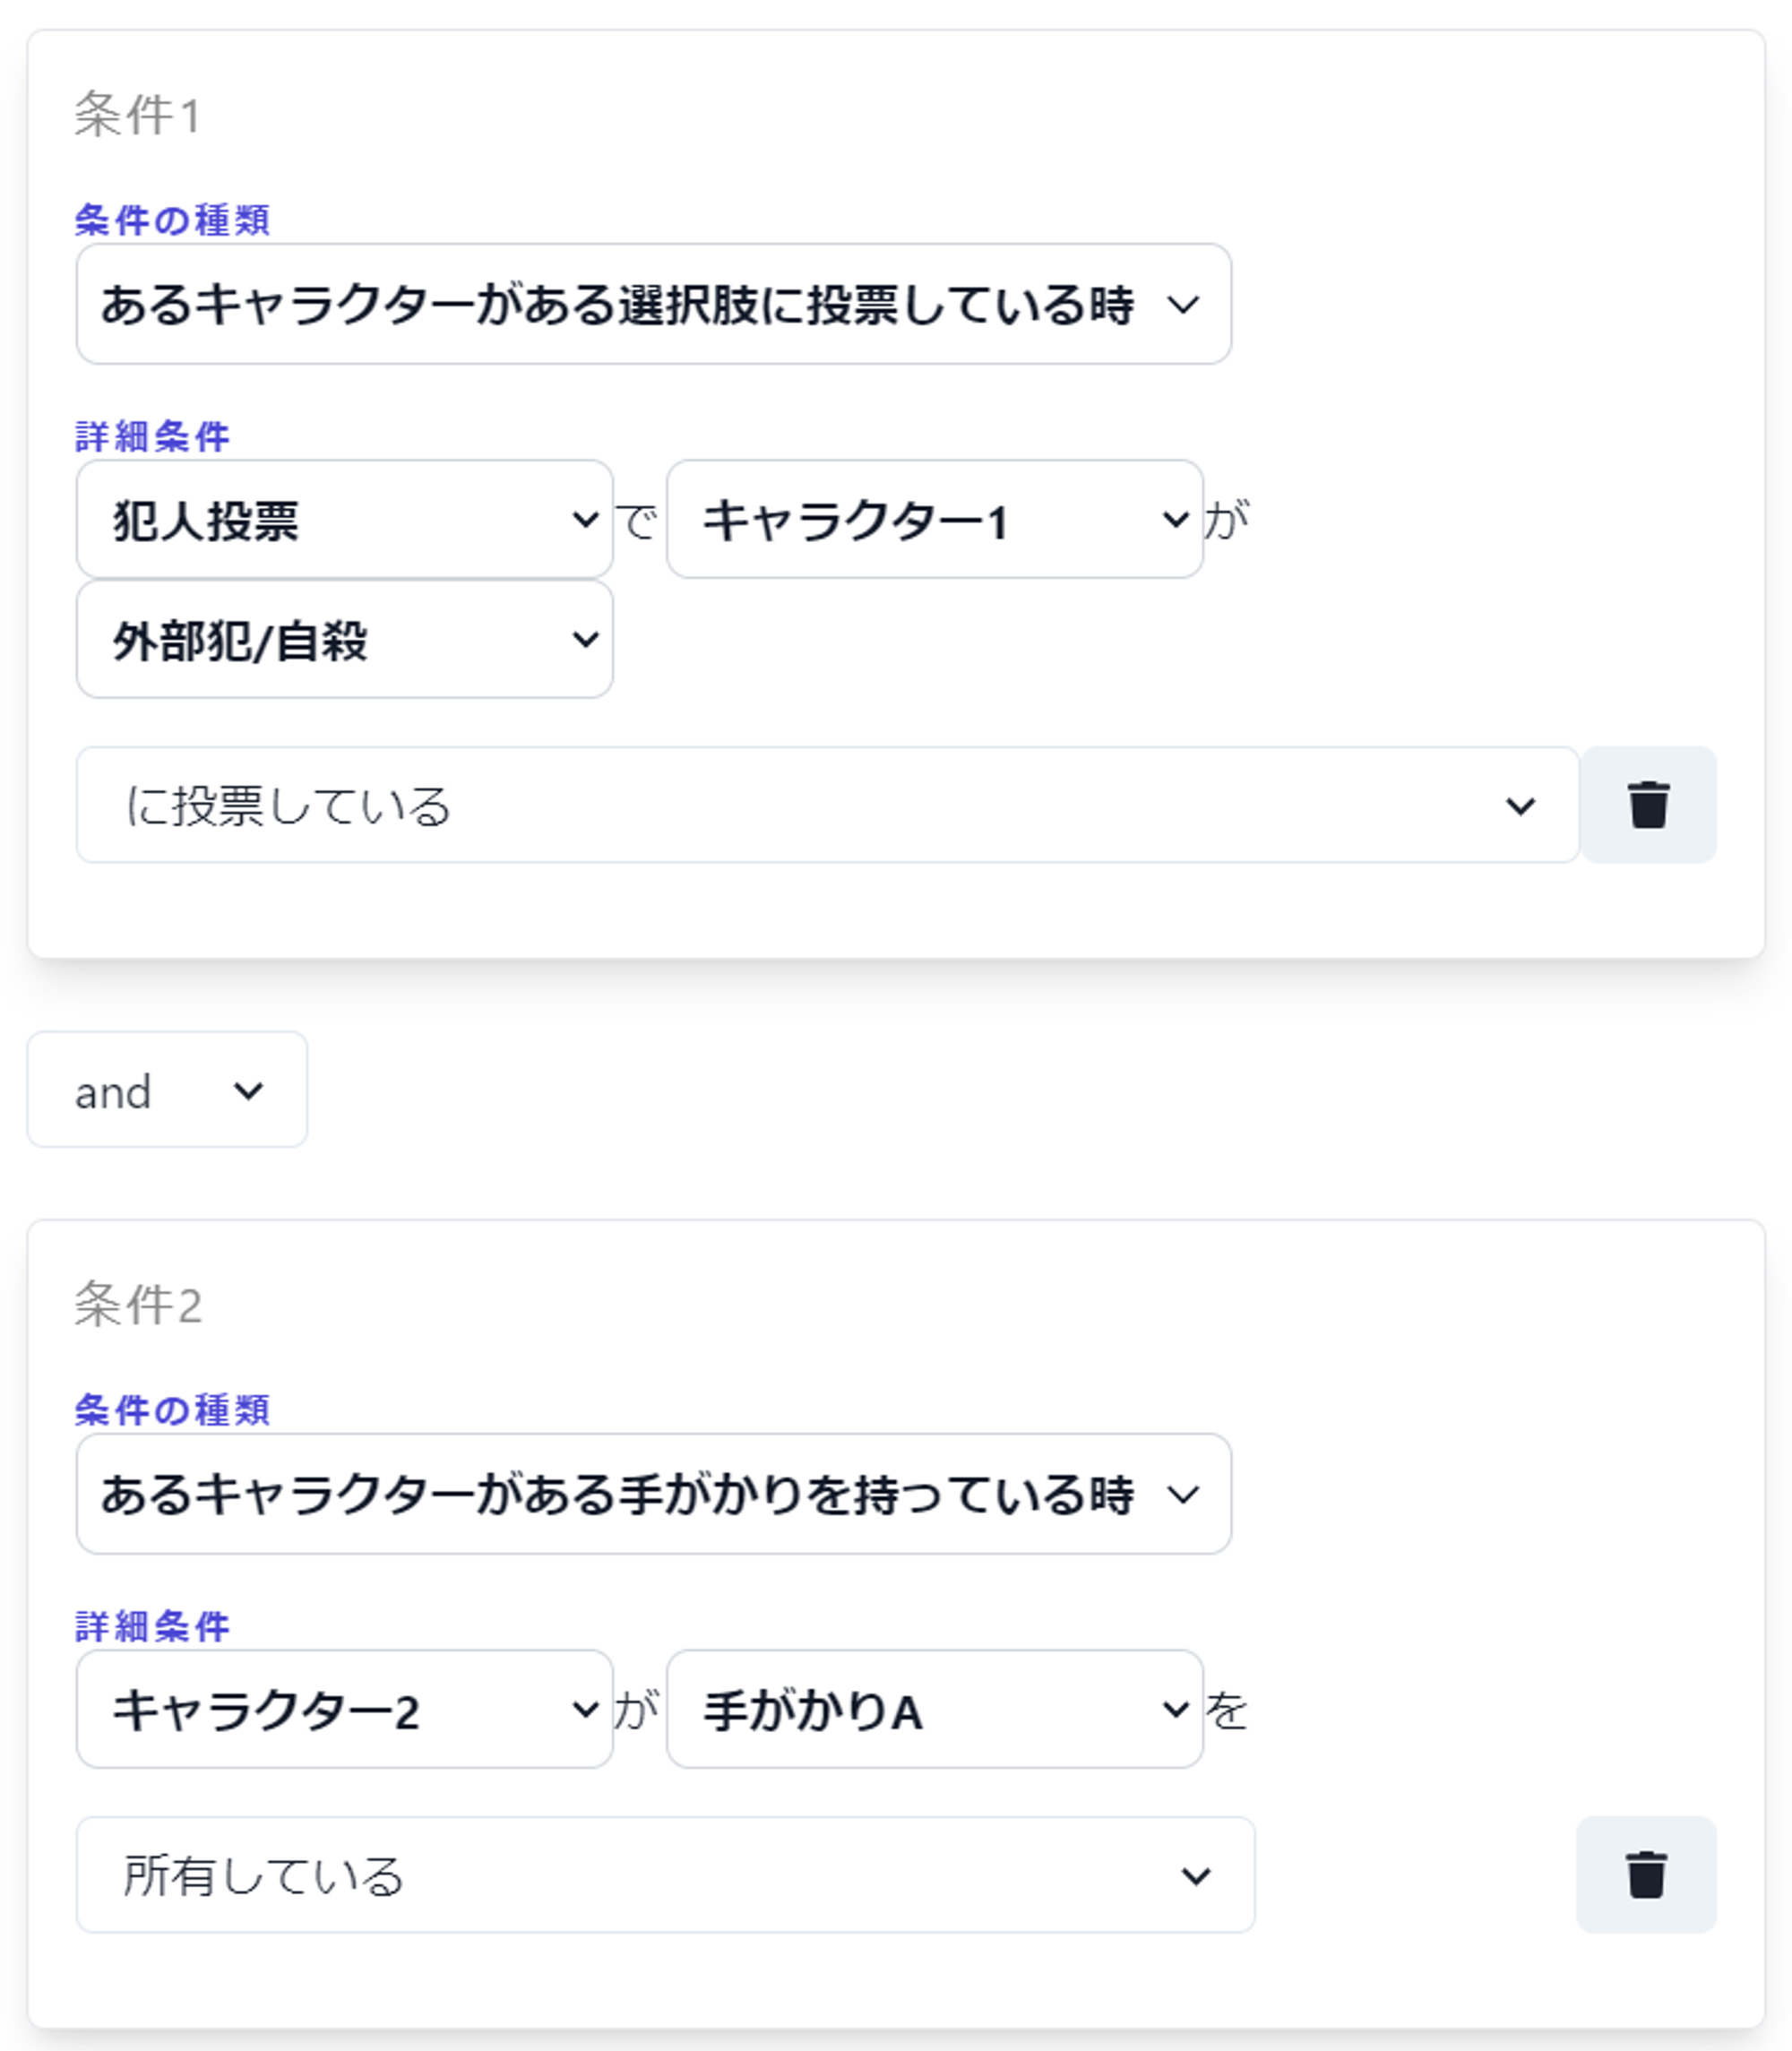 条件1
条件の種類
あるキャラクターがある選択肢に投票している時
詳細条件
犯人投票 で キャラクター1 が
外部犯/自殺
に投票している
and
条件2
条件の種類
あるキャラクターがある手がかりを持っている時
詳細条件
キャラクター2 が 手がかりA を
所有している